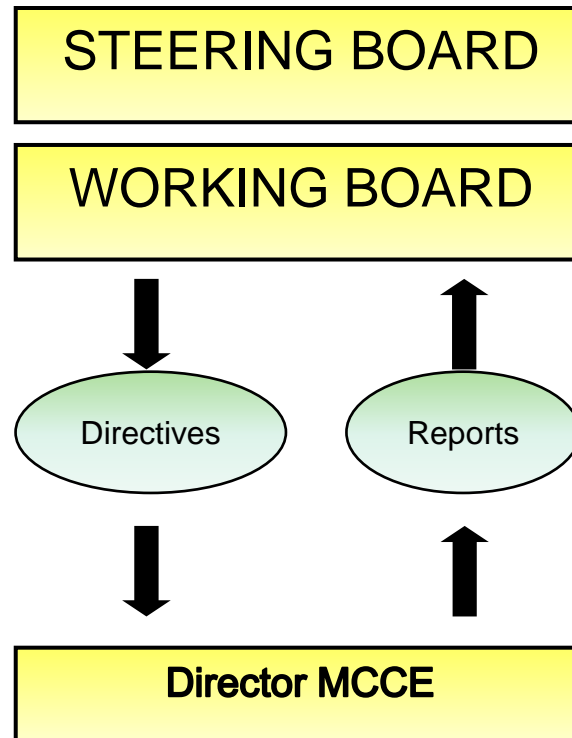 STEERING BOARD
WORKING BOARD
Directives
Reports
Director MCCE